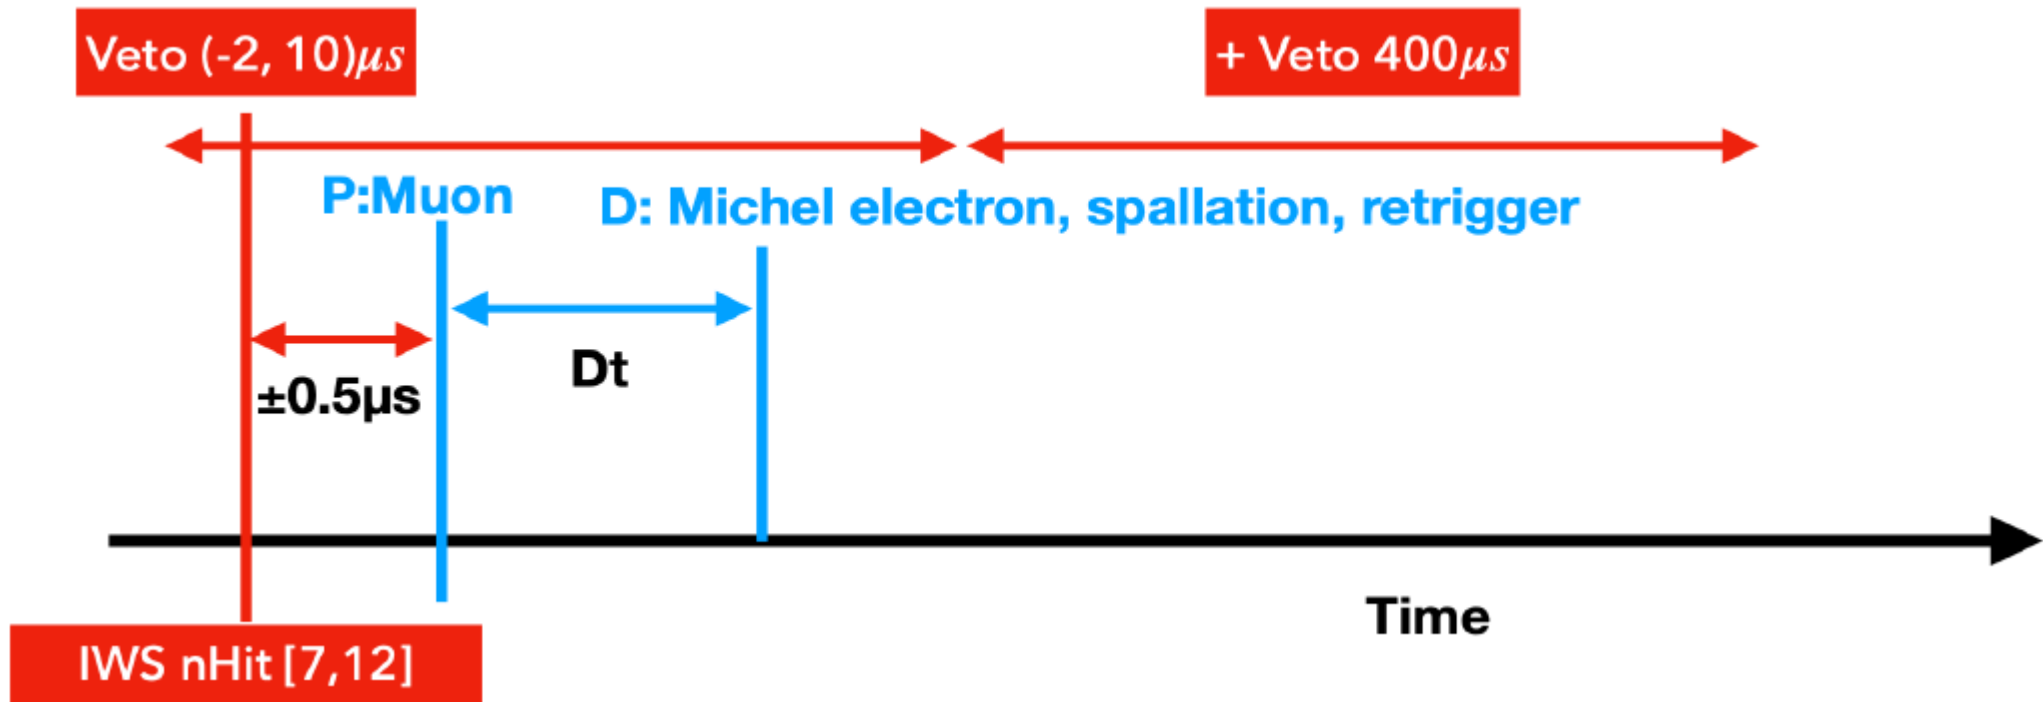 Veto (-2, 10)μs
+ Veto 400μs
P:Muon
D: Michel electron, spallation, retrigger
Dt
±0.5μs
Time
IWS nHit [7,12]